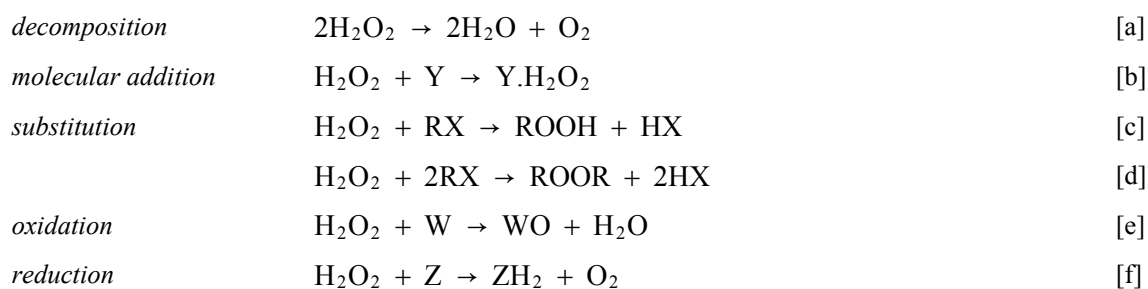 decomposition 2H₂O₂ → 2H₂O + O₂ [a]
molecular addition H₂O₂ + Y → Y.H₂O₂ [b]
substitution H₂O₂ + RX → ROOH + HX [c]
H₂O₂ + 2RX → ROOR + 2HX [d]
oxidation H₂O₂ + W → WO + H₂O [e]
reduction H₂O₂ + Z → ZH₂ + O₂ [f]